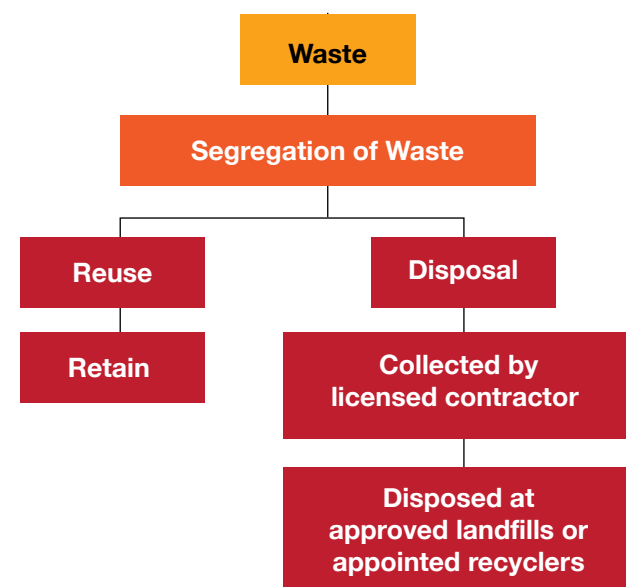 Waste
Segregation of Waste
Reuse
Disposal
Retain
Collected by
licensed contractor
Disposed at
approved landfills or
appointed recyclers